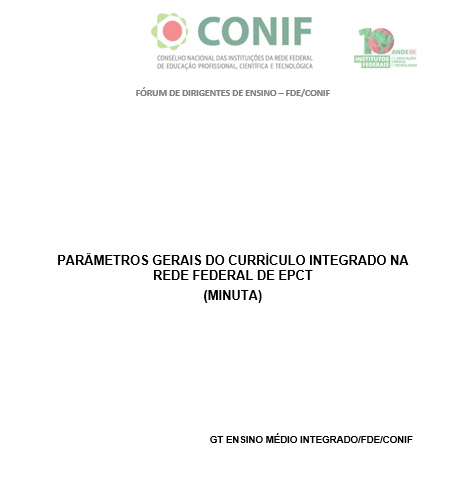 CONIF
CONSELHO NACIONAL DAS INSTITUIÇÕES DA REDE FEDERAL
DE EDUCAÇÃO PROFISSIONAL, CIENTÍFICA E TECNOLÓGICA
10 ANOS
INSTITUTOS
FEDERAIS
FÓRUM DE DIRIGENTES DE ENSINO – FDE/CONIF
PARÂMETROS GERAIS DO CURRÍCULO INTEGRADO NA
REDE FEDERAL DE EPCT
(MINUTA)
GT ENSINO MÉDIO INTEGRADO/FDE/CONIF